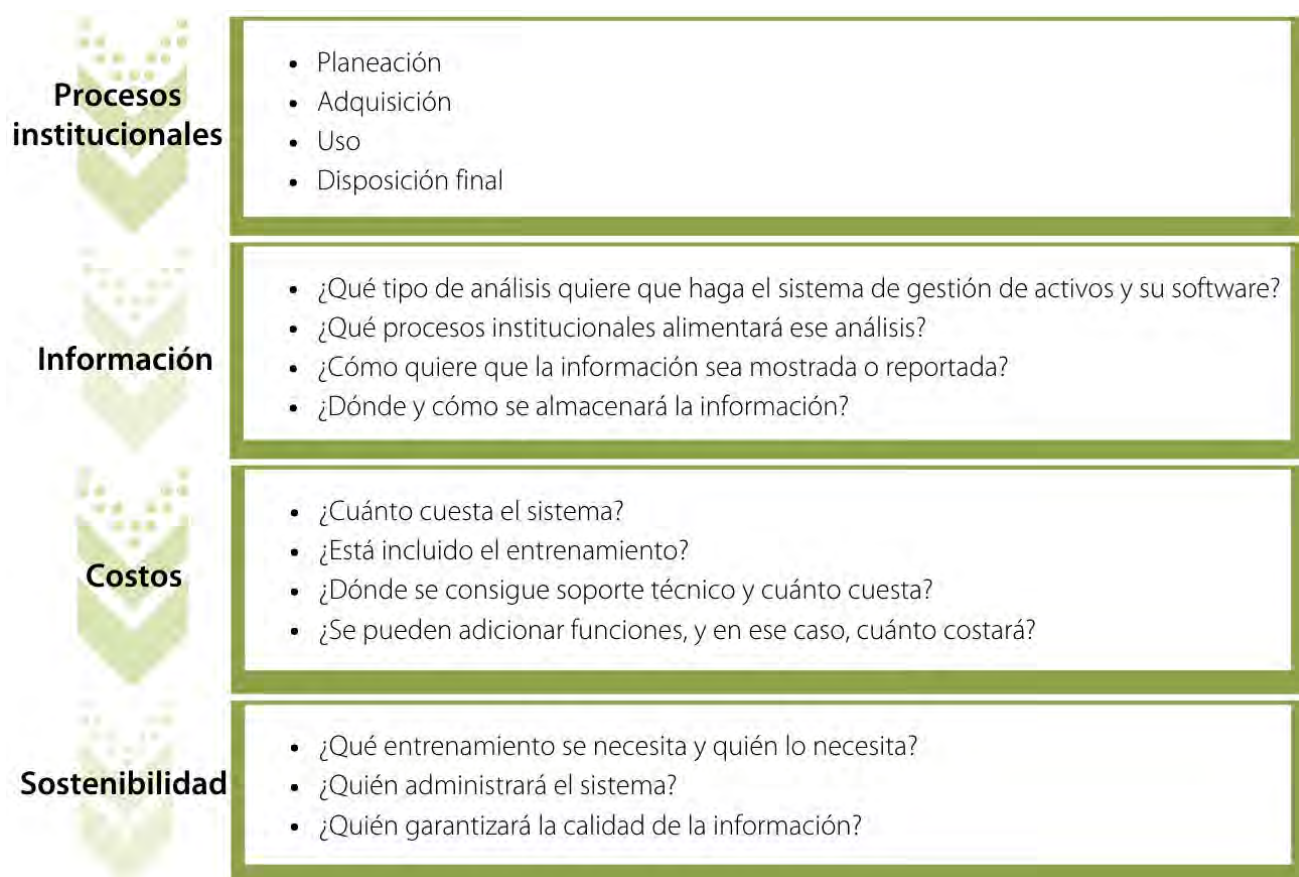 Procesos
institucionales
• Planeación
• Adquisición
• Uso
• Disposición final
Información
• ¿Qué tipo de análisis quiere que haga el sistema de gestión de activos y su software?
• ¿Qué procesos institucionales alimentará ese análisis?
• ¿Cómo quiere que la información sea mostrada o reportada?
• ¿Dónde y cómo se almacenará la información?
Costos
• ¿Cuánto cuesta el sistema?
• ¿Está incluido el entrenamiento?
• ¿Dónde se consigue soporte técnico y cuánto cuesta?
• ¿Se pueden adicionar funciones, y en ese caso, cuánto costará?
Sostenibilidad
• ¿Qué entrenamiento se necesita y quién lo necesita?
• ¿Quién administrará el sistema?
• ¿Quién garantizará la calidad de la información?